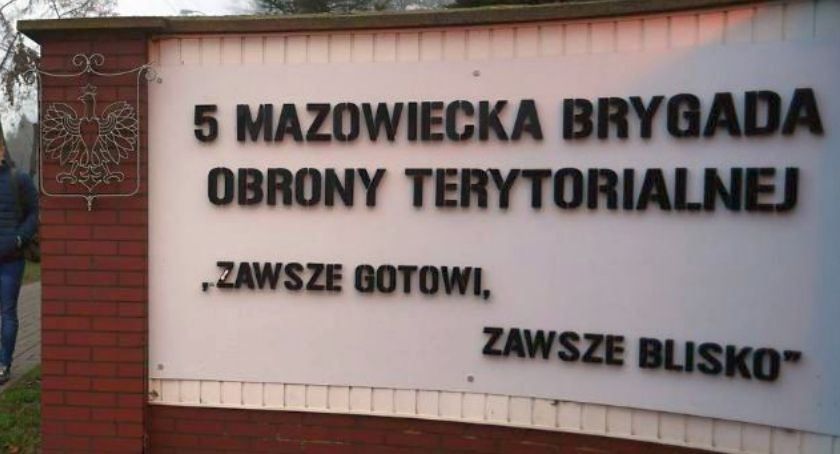 5 MAZOWIECKA BRYGADA
OBRONY TERYTORIALNEJ
„ZAWSZE GOTOWI,
ZAWSZE BLISKO”